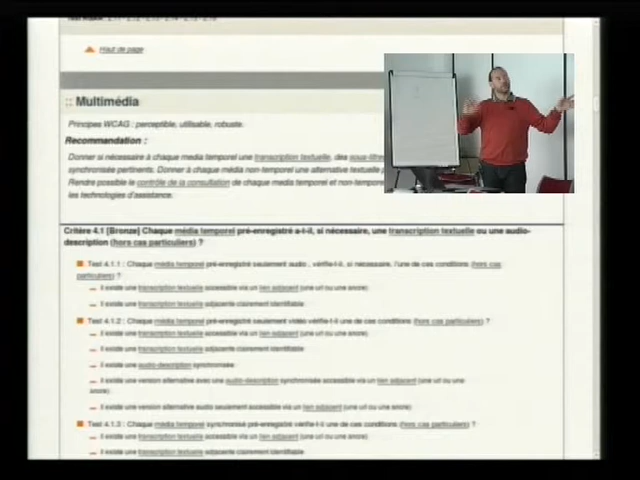 Haut de page
:: Multimédia
Principes WCAG : perceptible, utilisable, robuste.
Recommandation :
Donner si nécessaire à chaque media temporel une transcription textuelle, des sous-titres
synchronisés pertinents. Donner à chaque média non-temporel une alternative textuelle
Rendre possible le contrôle de la consultation de chaque media temporel et non-tempore
les technologies d'assistance.
Critère 4.1 [Bronze] Chaque média temporel pré-enregistré a-t-il, si nécessaire, une transcription textuelle ou une audio-
description (hors cas particuliers) ?
Test 4.1.1 : Chaque média temporel pré-enregistré seulement audio , vérifie-t-il, si nécessaire, l'une de ces conditions (hors cas
particuliers) ?
il existe une transcription textuelle accessible via un lien adjacent (une url ou une ancre)
il existe une transcription textuelle adjacente clairement identifiable
Test 4.1.2 : Chaque média temporel pré-enregistré seulement vidéo vérifie-t-il une de ces conditions (hors cas particuliers) ?
il existe une transcription textuelle accessible via un lien adjacent (une url ou une ancre)
il existe une transcription textuelle adjacente clairement identifiable
il existe une audio-description synchronisée
il existe une version alternative avec une audio-description synchronisée accessible via un lien adjacent (une url ou une
ancre)
il existe une version alternative audio seulement accessible via un lien adjacent (une url ou une ancre)
Test 4.1.3 : Chaque média temporel synchronisé pré-enregistré vérifie-t-il une de ces conditions (hors cas particuliers) ?
il existe une transcription textuelle accessible via un lien adjacent (une url ou une ancre)
il existe une transcription textuelle adjacente clairement identifiable